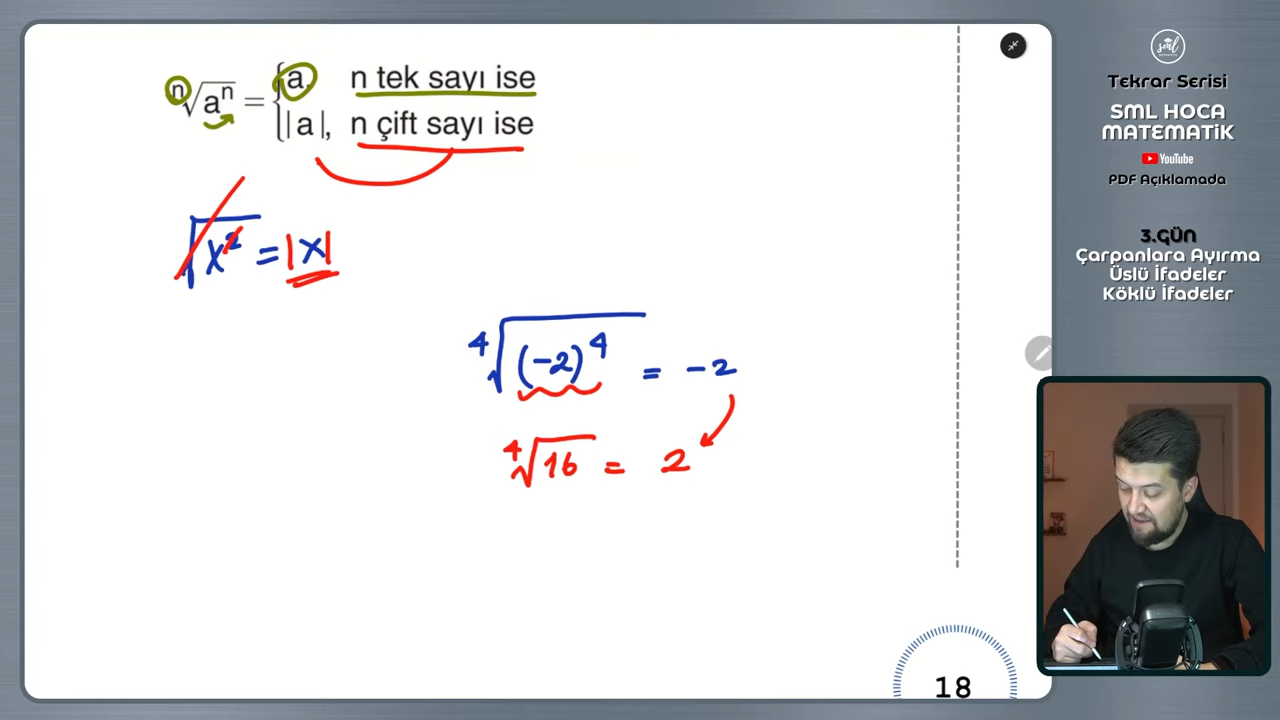 ⁿ√aⁿ = { a, n tek sayı ise
|a|, n çift sayı ise
√x² = |x|
⁴√(-2)⁴ = -2
⁴√16 = 2
18
sml
Tekrar Serisi
SML HOCA
MATEMATİK
YouTube
PDF Açıklamada
3.GÜN
Çarpanlara Ayırma
Üslü İfadeler
Köklü İfadeler